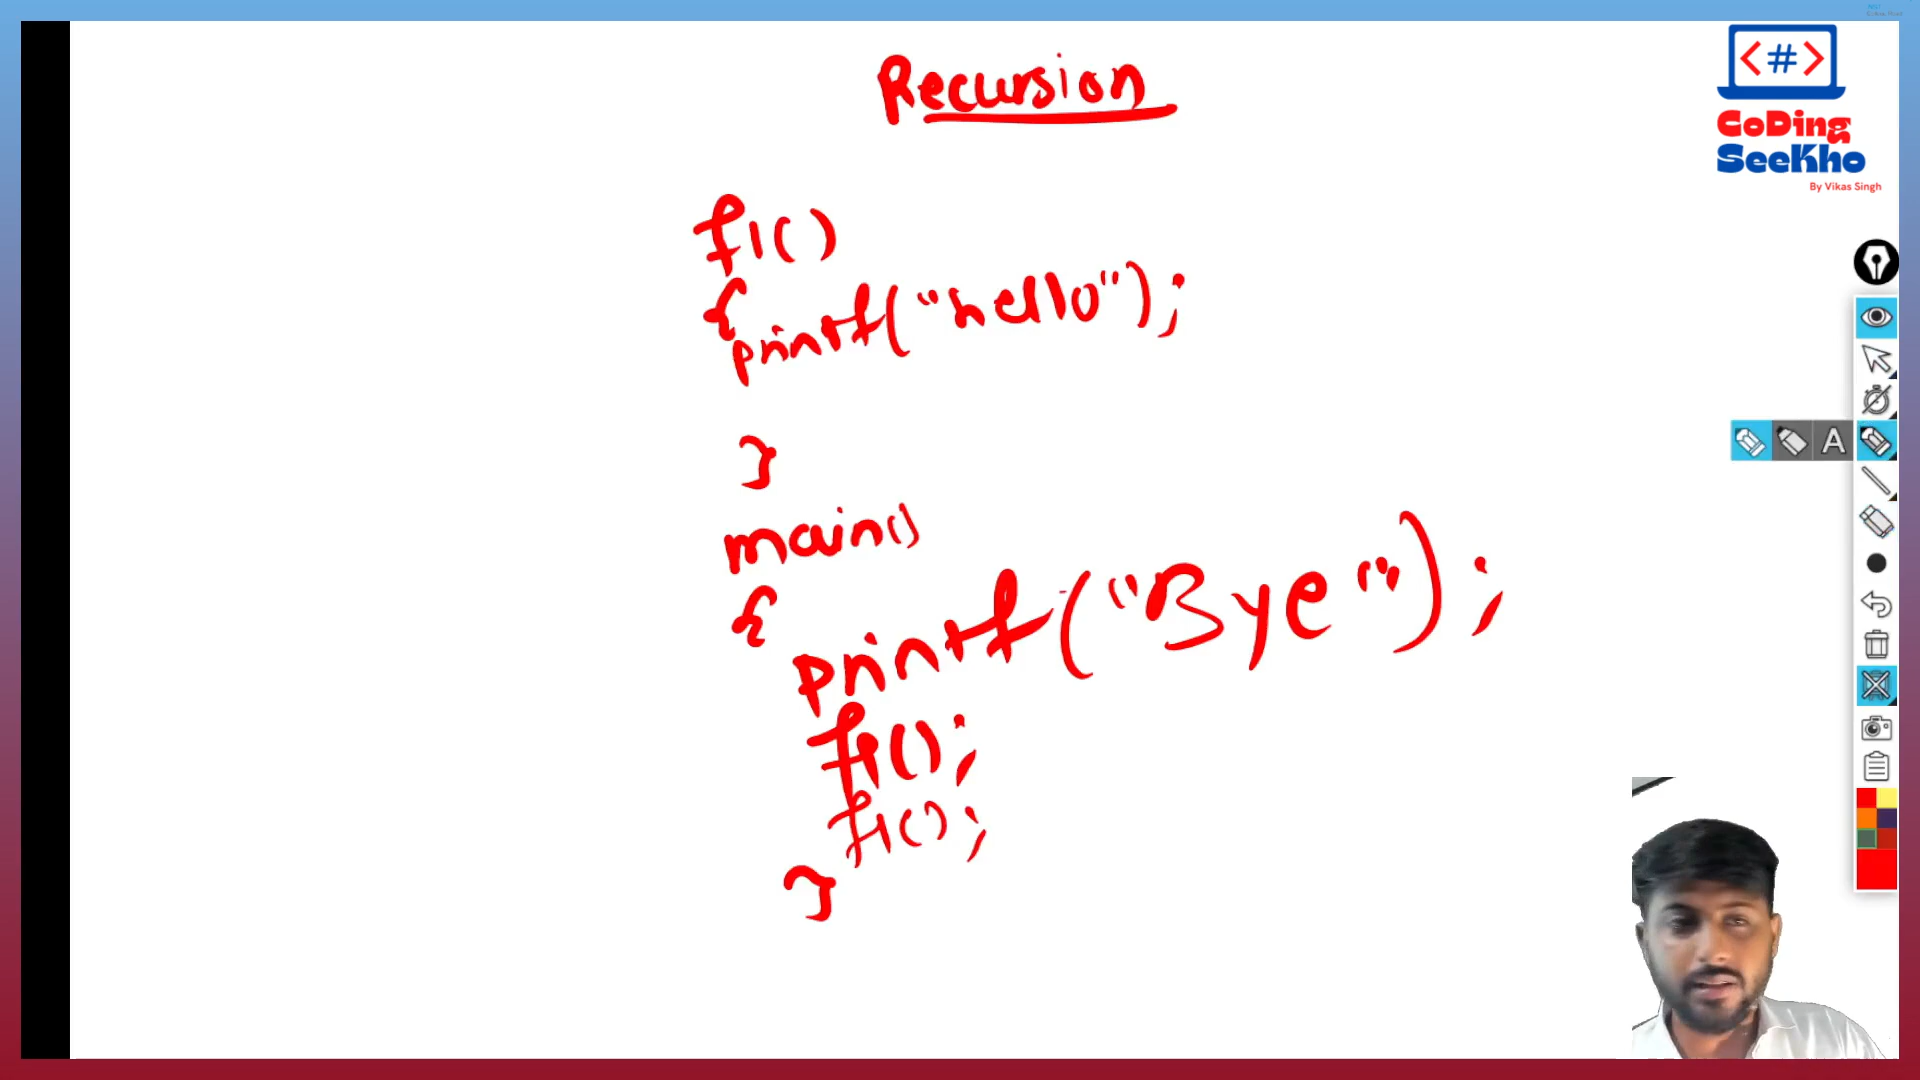 Recursion
<#>
CoDing
SeeKho
By Vikas Singh
f1()
{
printf("hello");
}
main()
{
printf("Bye");
f1();
f1();
}
A